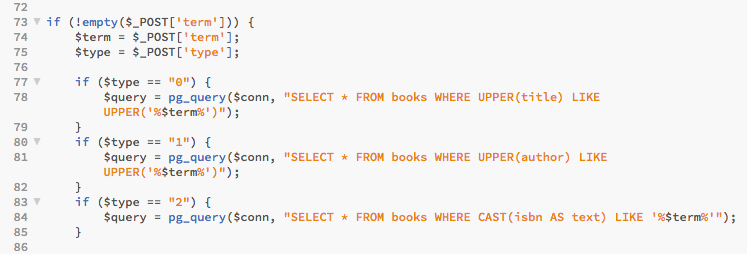 72
73 if (!empty($_POST['term'])) {
74 $term = $_POST['term'];
75 $type = $_POST['type'];
76
77 if ($type == "0") {
78 $query = pg_query($conn, "SELECT * FROM books WHERE UPPER(title) LIKE
UPPER('%$term%')");
79 }
80 if ($type == "1") {
81 $query = pg_query($conn, "SELECT * FROM books WHERE UPPER(author) LIKE
UPPER('%$term%')");
82 }
83 if ($type == "2") {
84 $query = pg_query($conn, "SELECT * FROM books WHERE CAST(isbn AS text) LIKE '%$term%'");
85 }
86